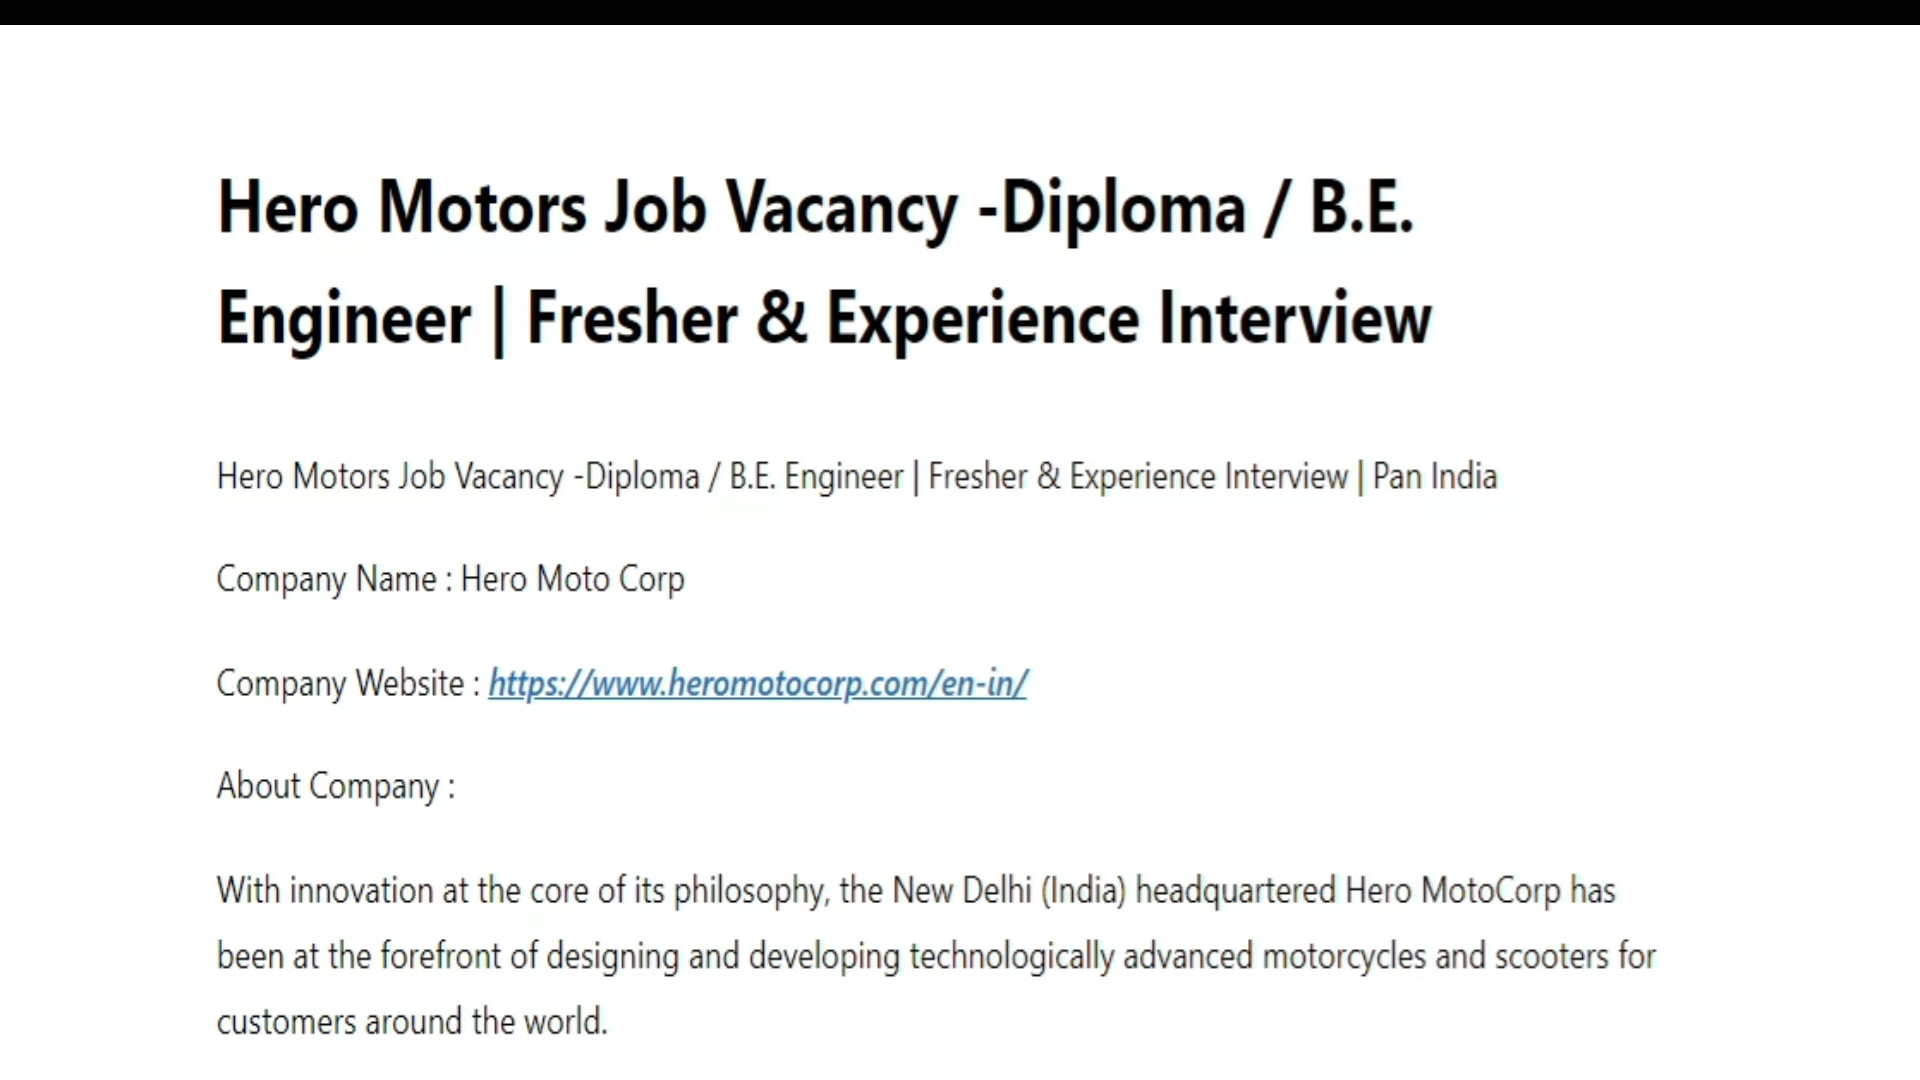 Hero Motors Job Vacancy -Diploma / B.E.
Engineer | Fresher & Experience Interview
Hero Motors Job Vacancy -Diploma / B.E. Engineer | Fresher & Experience Interview | Pan India
Company Name : Hero Moto Corp
Company Website : https://www.heromotocorp.com/en-in/
About Company :
With innovation at the core of its philosophy, the New Delhi (India) headquartered Hero MotoCorp has
been at the forefront of designing and developing technologically advanced motorcycles and scooters for
customers around the world.